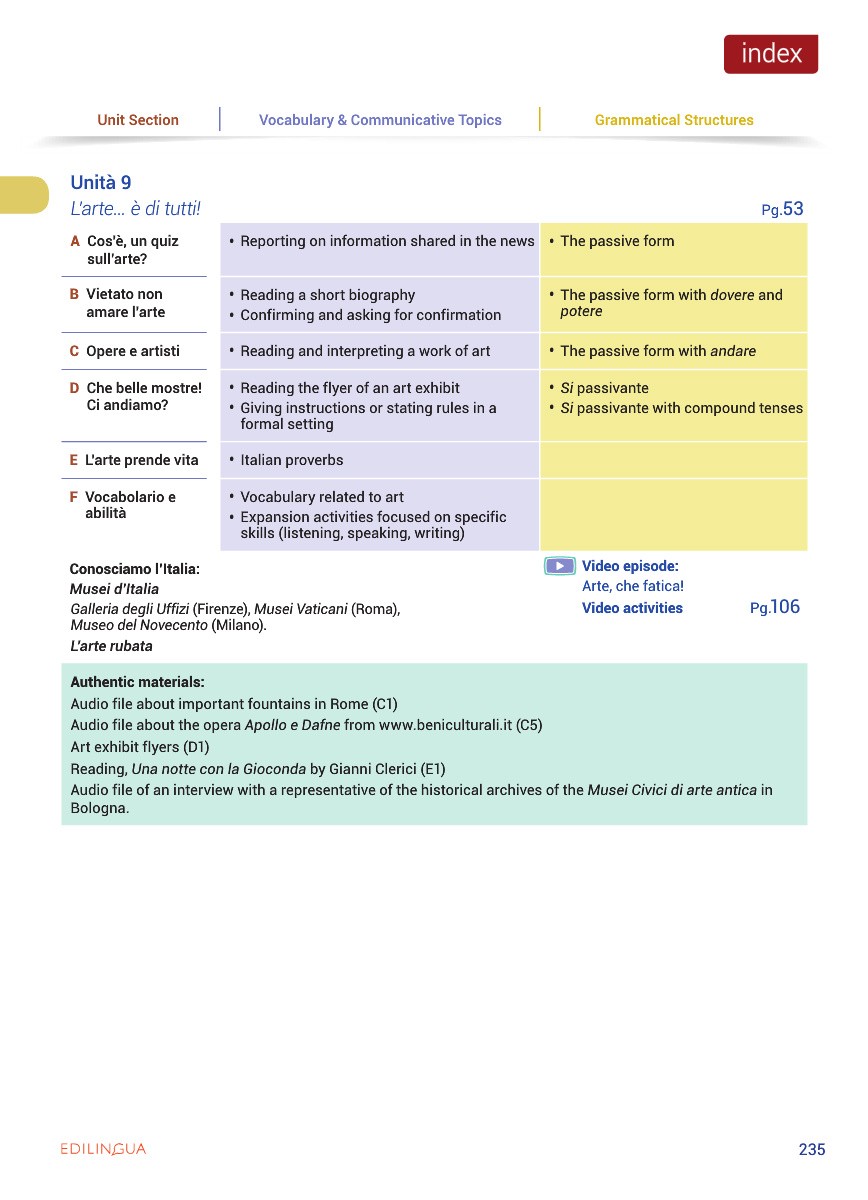 index
Unit Section
Vocabulary & Communicative Topics
Grammatical Structures
Unità 9
L'arte... è di tutti!
Pg.53
A Cos'è, un quiz
sull'arte?
• Reporting on information shared in the news
• The passive form
B Vietato non
amare l'arte
• Reading a short biography
• Confirming and asking for confirmation
• The passive form with dovere and
potere
C Opere e artisti
• Reading and interpreting a work of art
• The passive form with andare
D Che belle mostre!
Ci andiamo?
• Reading the flyer of an art exhibit
• Giving instructions or stating rules in a
formal setting
• Si passivante
• Si passivante with compound tenses
E L'arte prende vita
• Italian proverbs
F Vocabolario e
abilità
• Vocabulary related to art
• Expansion activities focused on specific
skills (listening, speaking, writing)
Conosciamo l'Italia:
Musei d'Italia
Galleria degli Uffizi (Firenze), Musei Vaticani (Roma),
Museo del Novecento (Milano).
L'arte rubata
Video episode:
Arte, che fatica!
Video activities
Pg.106
Authentic materials:
Audio file about important fountains in Rome (C1)
Audio file about the opera Apollo e Dafne from www.beniculturali.it (C5)
Art exhibit flyers (D1)
Reading, Una notte con la Gioconda by Gianni Clerici (E1)
Audio file of an interview with a representative of the historical archives of the Musei Civici di arte antica in
Bologna.
EDILINGUA
235